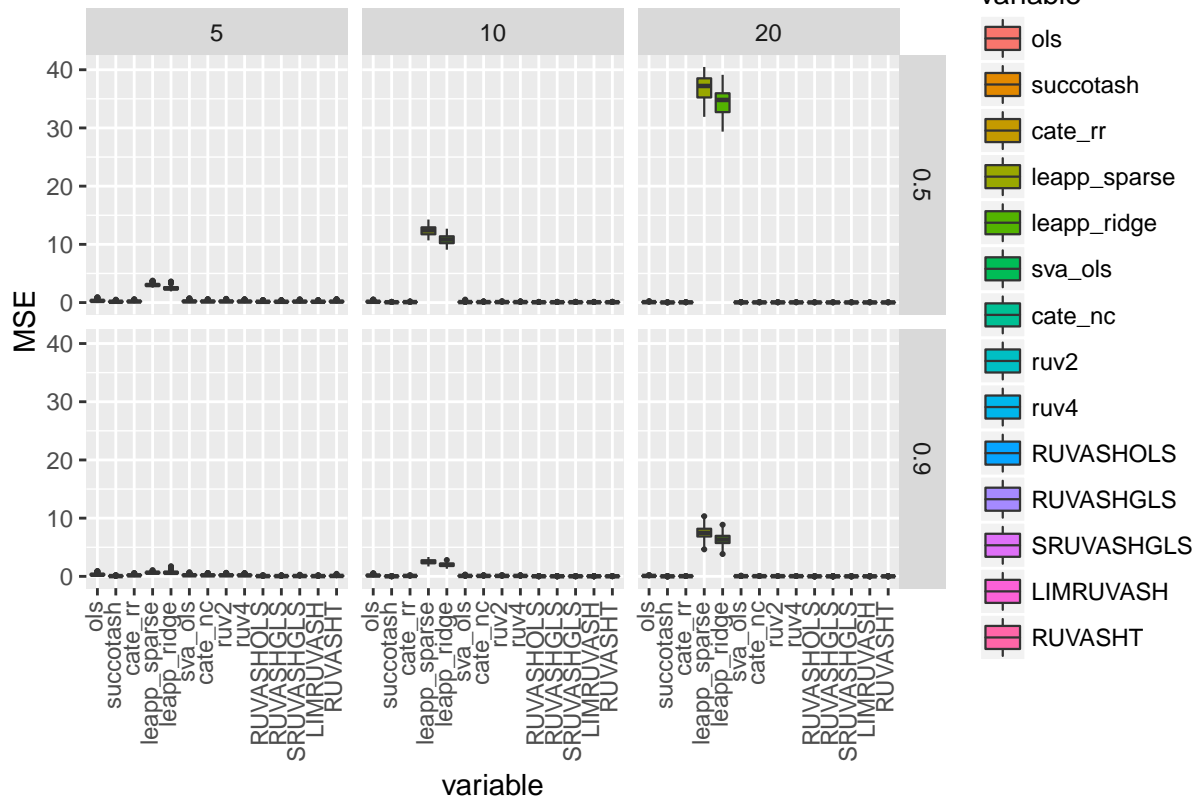 5
10
20
variable
MSE
40
30
20
10
0
0.5
40
30
20
10
0
0.9
ols
succotash
cate_rr
leapp_sparse
leapp_ridge
sva_ols
cate_nc
ruv2
ruv4
RUVASHOLS
RUVASHGLS
SRUVASHGLS
LIMRUVASH
RUVASHT
ols
succotash
cate_rr
leapp_sparse
leapp_ridge
sva_ols
cate_nc
ruv2
ruv4
RUVASHOLS
RUVASHGLS
SRUVASHGLS
LIMRUVASH
RUVASHT
ols
succotash
cate_rr
leapp_sparse
leapp_ridge
sva_ols
cate_nc
ruv2
ruv4
RUVASHOLS
RUVASHGLS
SRUVASHGLS
LIMRUVASH
RUVASHT
variable
ols
succotash
cate_rr
leapp_sparse
leapp_ridge
sva_ols
cate_nc
ruv2
ruv4
RUVASHOLS
RUVASHGLS
SRUVASHGLS
LIMRUVASH
RUVASHT